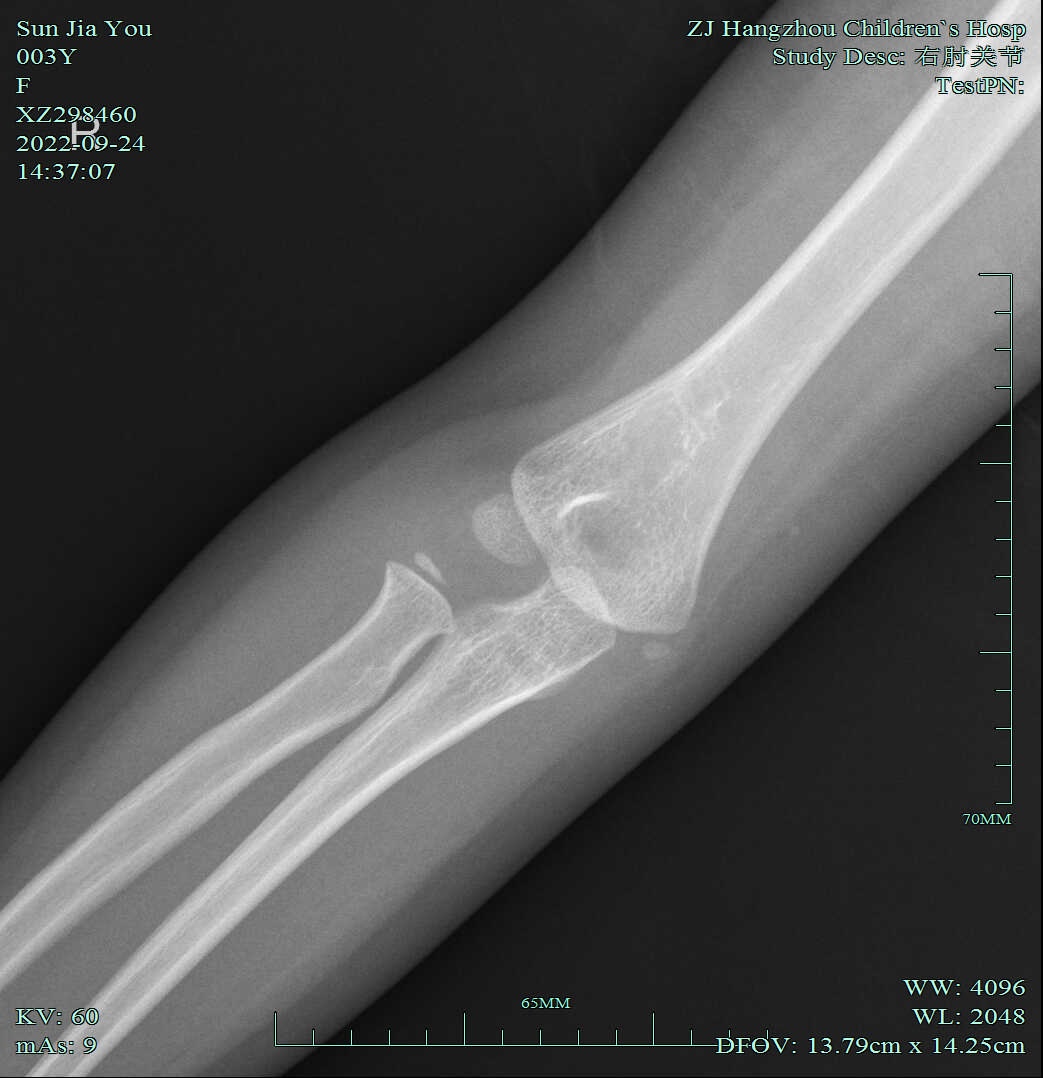 Sun Jia You
003Y
F
XZ298460
R
2022-09-24
14:37:07
ZJ Hangzhou Children`s Hosp
Study Desc: 右肘关节
TestPN:
70MM
65MM
KV: 60
mAs: 9
WW: 4096
WL: 2048
DFOV: 13.79cm x 14.25cm